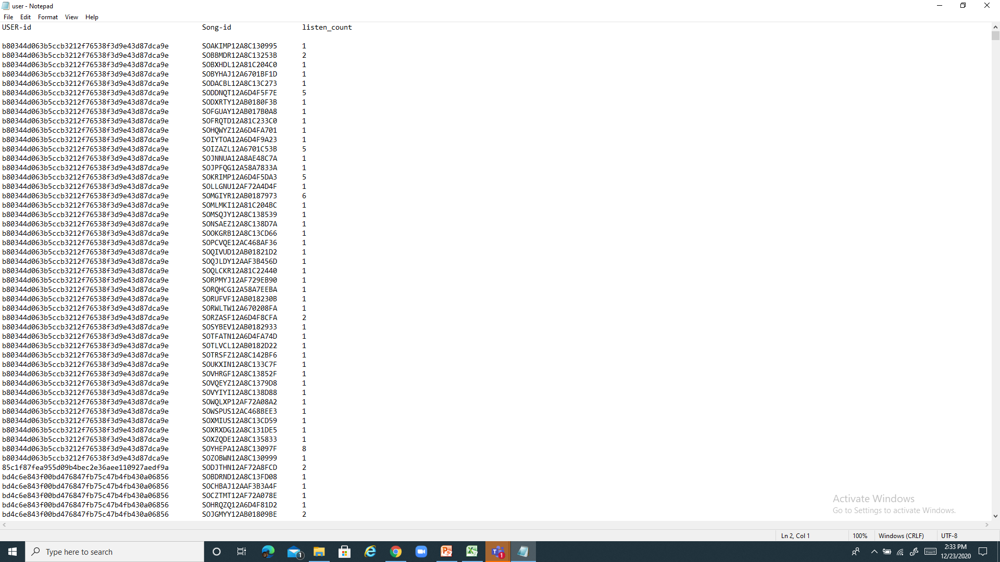 user - Notepad
File Edit Format View Help
USER-id Song-id listen_count
b80344d063b5ccb3212f76538f3d9e43d87dca9e SOAKIMP12A8C130995 1
b80344d063b5ccb3212f76538f3d9e43d87dca9e SOBBMDR12A8C13253B 2
b80344d063b5ccb3212f76538f3d9e43d87dca9e SOBXHDL12A81C204C0 1
b80344d063b5ccb3212f76538f3d9e43d87dca9e SOBYHAJ12A6701BF1D 1
b80344d063b5ccb3212f76538f3d9e43d87dca9e SODACBL12A8C13C273 1
b80344d063b5ccb3212f76538f3d9e43d87dca9e SODDNQT12A6D4F5F7E 5
b80344d063b5ccb3212f76538f3d9e43d87dca9e SODXRTY12AB0180F3B 1
b80344d063b5ccb3212f76538f3d9e43d87dca9e SOFGUAY12AB017B0A8 1
b80344d063b5ccb3212f76538f3d9e43d87dca9e SOFRQTD12A81C233C0 1
b80344d063b5ccb3212f76538f3d9e43d87dca9e SOHQWYZ12A6D4FA701 1
b80344d063b5ccb3212f76538f3d9e43d87dca9e SOIYTOA12A6D4F9A23 1
b80344d063b5ccb3212f76538f3d9e43d87dca9e SOIZAZL12A6701C53B 5
b80344d063b5ccb3212f76538f3d9e43d87dca9e SOJNNUA12A8AE48C7A 1
b80344d063b5ccb3212f76538f3d9e43d87dca9e SOJPFQG12A58A7833A 1
b80344d063b5ccb3212f76538f3d9e43d87dca9e SOKRIMP12A6D4F5DA3 5
b80344d063b5ccb3212f76538f3d9e43d87dca9e SOLLGNU12AF72A4D4F 1
b80344d063b5ccb3212f76538f3d9e43d87dca9e SOMGIYR12AB0187973 6
b80344d063b5ccb3212f76538f3d9e43d87dca9e SOMLMKI12A81C204BC 1
b80344d063b5ccb3212f76538f3d9e43d87dca9e SOMSQJY12A8C138539 1
b80344d063b5ccb3212f76538f3d9e43d87dca9e SONSAEZ12A8C138D7A 1
b80344d063b5ccb3212f76538f3d9e43d87dca9e SOOKGRB12A8C13CD66 1
b80344d063b5ccb3212f76538f3d9e43d87dca9e SOPCVQE12AC468AF36 1
b80344d063b5ccb3212f76538f3d9e43d87dca9e SOQIVUD12AB01821D2 1
b80344d063b5ccb3212f76538f3d9e43d87dca9e SOQJLDY12AAF3B456D 1
b80344d063b5ccb3212f76538f3d9e43d87dca9e SOQLCKR12A81C22440 1
b80344d063b5ccb3212f76538f3d9e43d87dca9e SORPMYJ12AF729EB90 1
b80344d063b5ccb3212f76538f3d9e43d87dca9e SORQHCG12A58A7EEBA 1
b80344d063b5ccb3212f76538f3d9e43d87dca9e SORUFVF12AB018230B 1
b80344d063b5ccb3212f76538f3d9e43d87dca9e SORWLTW12A670208FA 1
b80344d063b5ccb3212f76538f3d9e43d87dca9e SORZASF12A6D4F8CFA 2
b80344d063b5ccb3212f76538f3d9e43d87dca9e SOSYBEV12AB0182933 1
b80344d063b5ccb3212f76538f3d9e43d87dca9e SOTFATN12A6D4FA74D 1
b80344d063b5ccb3212f76538f3d9e43d87dca9e SOTLVCL12AB0182D22 1
b80344d063b5ccb3212f76538f3d9e43d87dca9e SOTRSFZ12A8C142BF6 1
b80344d063b5ccb3212f76538f3d9e43d87dca9e SOUKXIN12A8C133C7F 1
b80344d063b5ccb3212f76538f3d9e43d87dca9e SOVHRGF12A8C13852F 1
b80344d063b5ccb3212f76538f3d9e43d87dca9e SOVQEYZ12A8C1379D8 1
b80344d063b5ccb3212f76538f3d9e43d87dca9e SOVYIYI12A8C138D88 1
b80344d063b5ccb3212f76538f3d9e43d87dca9e SOWQLXP12AF72A08A2 1
b80344d063b5ccb3212f76538f3d9e43d87dca9e SOWSPUS12AC468BEE3 1
b80344d063b5ccb3212f76538f3d9e43d87dca9e SOXMIUS12A8C13CD59 1
b80344d063b5ccb3212f76538f3d9e43d87dca9e SOXRXDG12A8C131DE5 1
b80344d063b5ccb3212f76538f3d9e43d87dca9e SOXZQDE12A8C135833 1
b80344d063b5ccb3212f76538f3d9e43d87dca9e SOYHEPA12A8C13097F 8
b80344d063b5ccb3212f76538f3d9e43d87dca9e SOZOBWN12A8C130999 1
85c1f87fea955d09b4bec2e36aee110927aedf9a SODJTHN12AF72A8FCD 2
bd4c6e843f00bd476847fb75c47b4fb430a06856 SOBDRND12A8C13FD08 1
bd4c6e843f00bd476847fb75c47b4fb430a06856 SOCHBAJ12AAF3B3A4F 1
bd4c6e843f00bd476847fb75c47b4fb430a06856 SOCZTMT12AF72A078E 1
bd4c6e843f00bd476847fb75c47b4fb430a06856 SOHRQZQ12A6D4F81D2 1
bd4c6e843f00bd476847fb75c47b4fb430a06856 SOJGMYY12AB01809BE 2
Activate Windows
Go to Settings to activate Windows.
Ln 2, Col 1 100% Windows (CRLF) UTF-8
Type here to search 1 1 2:33 PM
12/23/2020